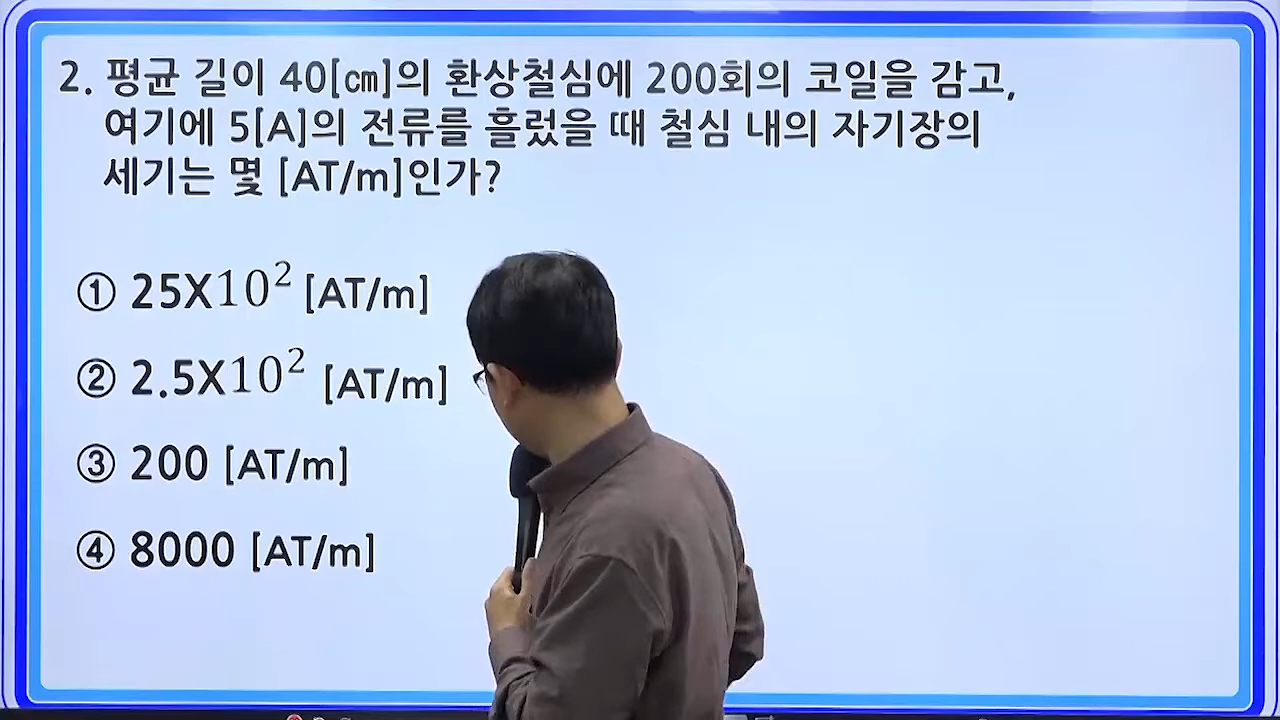 2. 평균 길이 40[㎝]의 환상철심에 200회의 코일을 감고,
여기에 5[A]의 전류를 흘렀을 때 철심 내의 자기장의
세기는 몇 [AT/m]인가?
① 25X10² [AT/m]
② 2.5X10² [AT/m]
③ 200 [AT/m]
④ 8000 [AT/m]